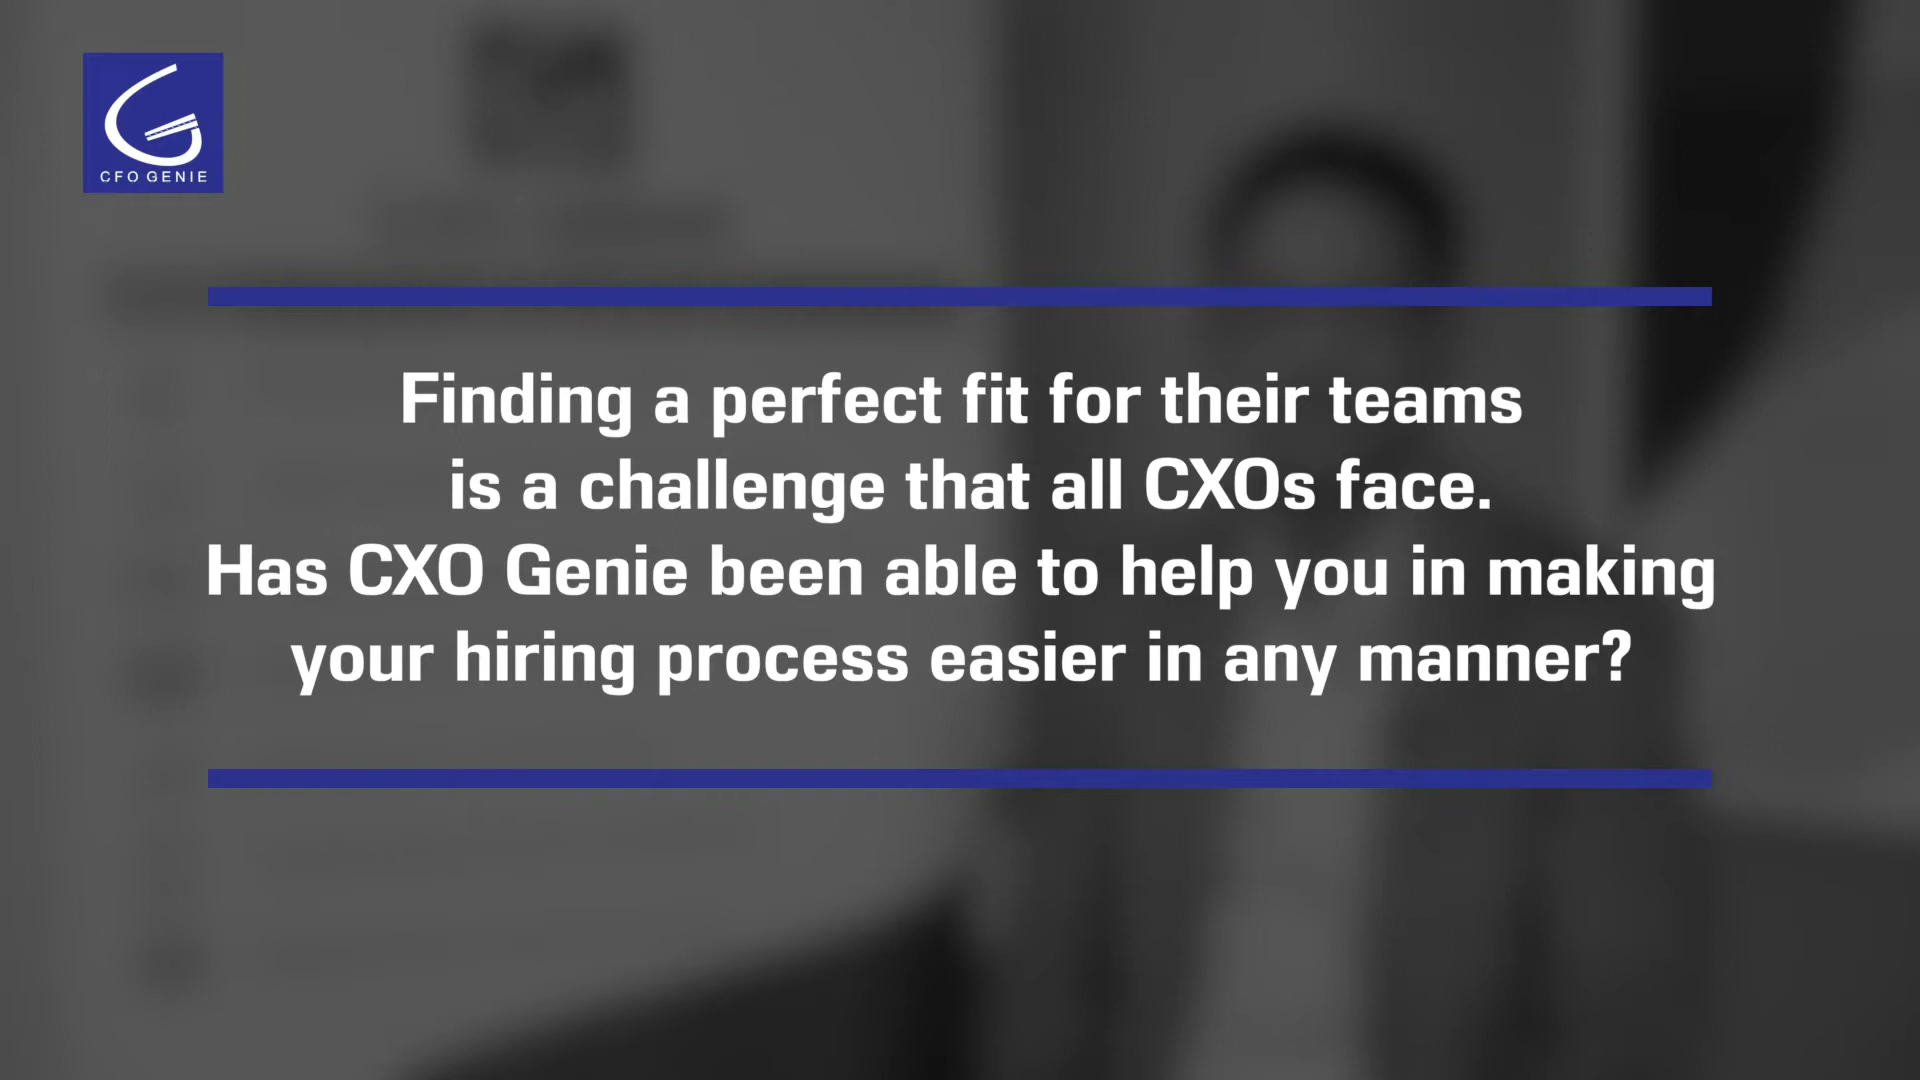 CFO GENIE
Finding a perfect fit for their teams
is a challenge that all CXOs face.
Has CXO Genie been able to help you in making
your hiring process easier in any manner?